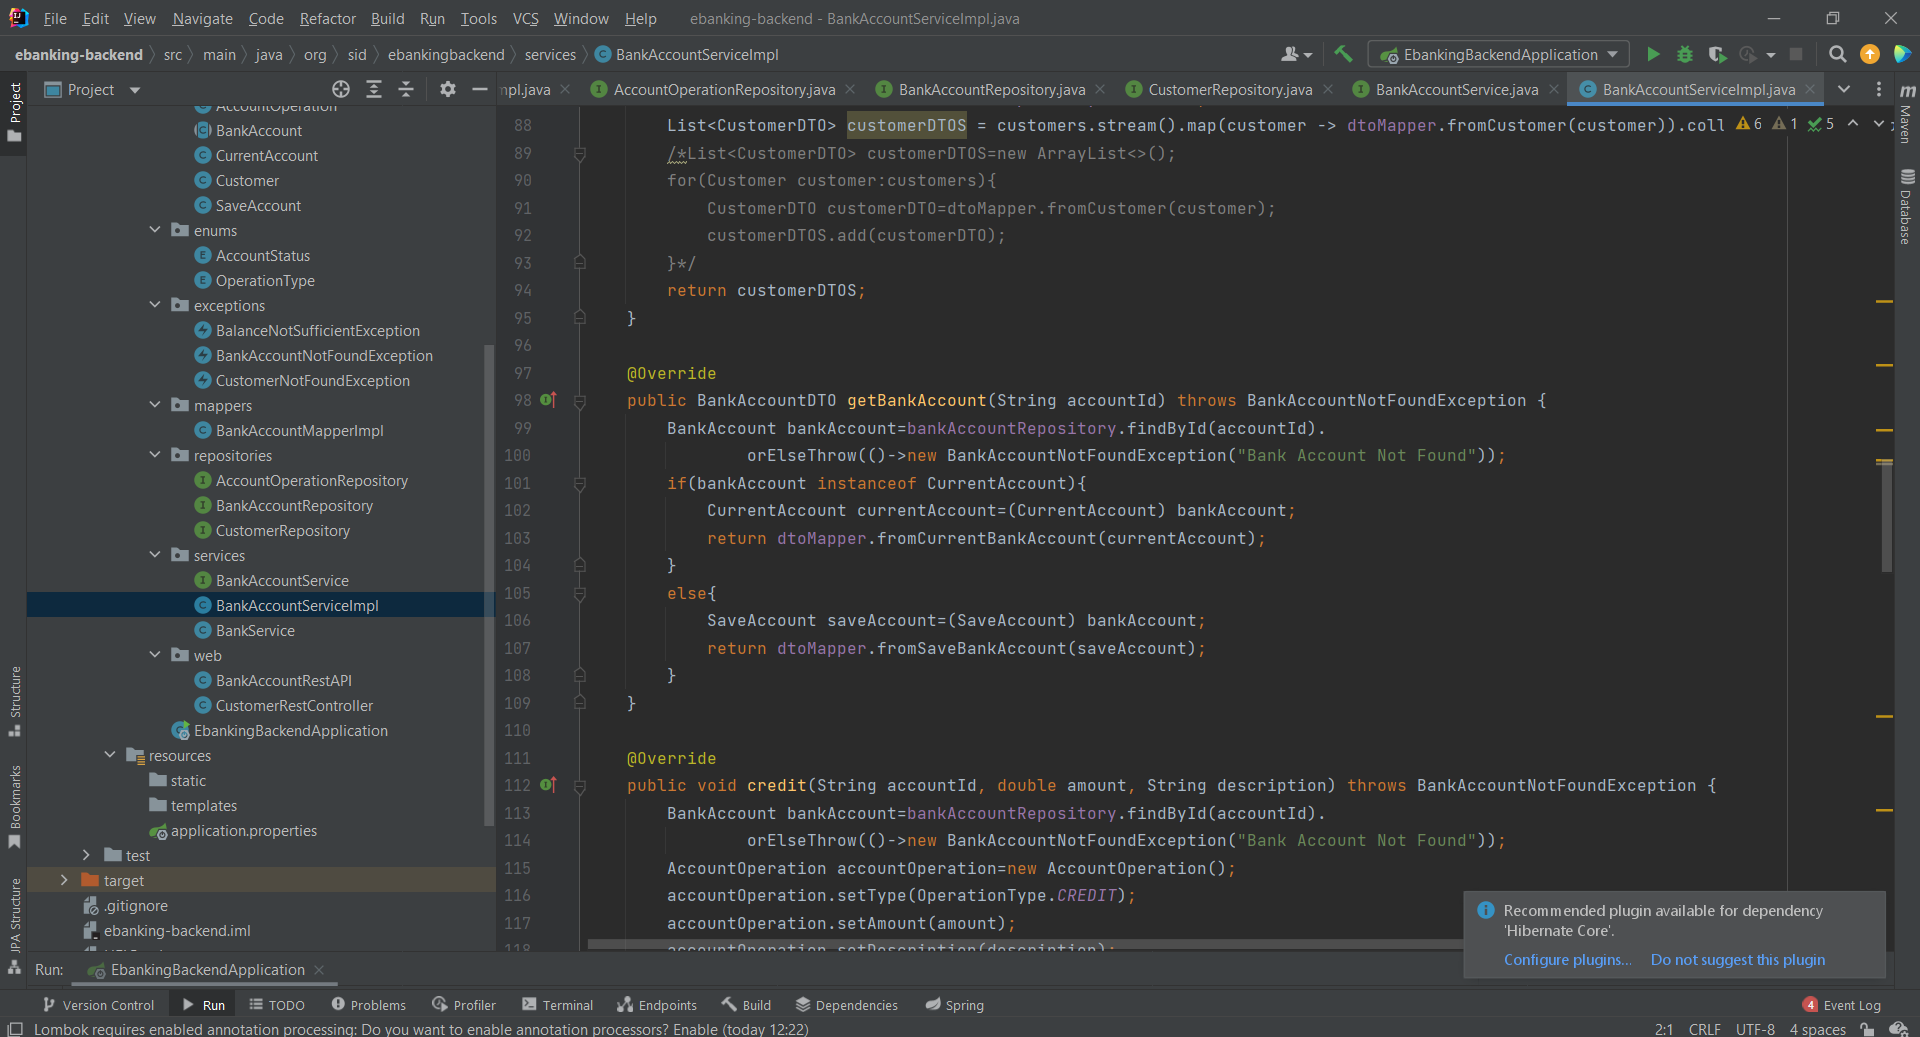 File Edit View Navigate Code Refactor Build Run Tools VCS Window Help ebanking-backend - BankAccountServiceImpl.java
ebanking-backend src main java org sid ebankingbackend services BankAccountServiceImpl EbankingBackendApplication
Project
mpl.java AccountOperationRepository.java BankAccountRepository.java CustomerRepository.java BankAccountService.java BankAccountServiceImpl.java
Project
Structure
Bookmarks
JPA Structure
AccountOperation
BankAccount
CurrentAccount
Customer
SaveAccount
enums
AccountStatus
OperationType
exceptions
BalanceNotSufficientException
BankAccountNotFoundException
CustomerNotFoundException
mappers
BankAccountMapperImpl
repositories
AccountOperationRepository
BankAccountRepository
CustomerRepository
services
BankAccountService
BankAccountServiceImpl
BankService
web
BankAccountRestAPI
CustomerRestController
EbankingBackendApplication
resources
static
templates
application.properties
test
target
.gitignore
ebanking-backend.iml
88 List<CustomerDTO> customerDTOS = customers.stream().map(customer -> dtoMapper.fromCustomer(customer)).coll 6 1 5
89 /*List<CustomerDTO> customerDTOS=new ArrayList<>();
90 for(Customer customer:customers){
91 CustomerDTO customerDTO=dtoMapper.fromCustomer(customer);
92 customerDTOS.add(customerDTO);
93 }*/
94 return customerDTOS;
95 }
96
97 @Override
98 public BankAccountDTO getBankAccount(String accountId) throws BankAccountNotFoundException {
99 BankAccount bankAccount=bankAccountRepository.findById(accountId).
100 orElseThrow(()->new BankAccountNotFoundException("Bank Account Not Found"));
101 if(bankAccount instanceof CurrentAccount){
102 CurrentAccount currentAccount=(CurrentAccount) bankAccount;
103 return dtoMapper.fromCurrentBankAccount(currentAccount);
104 }
105 else{
106 SaveAccount saveAccount=(SaveAccount) bankAccount;
107 return dtoMapper.fromSaveBankAccount(saveAccount);
108 }
109 }
110
111 @Override
112 public void credit(String accountId, double amount, String description) throws BankAccountNotFoundException {
113 BankAccount bankAccount=bankAccountRepository.findById(accountId).
114 orElseThrow(()->new BankAccountNotFoundException("Bank Account Not Found"));
115 AccountOperation accountOperation=new AccountOperation();
116 accountOperation.setType(OperationType.CREDIT);
117 accountOperation.setAmount(amount);
118 accountOperation.setDescription(description);
m Maven
Database
Recommended plugin available for dependency
'Hibernate Core'.
Configure plugins... Do not suggest this plugin
Run: EbankingBackendApplication
Version Control Run TODO Problems Profiler Terminal Endpoints Build Dependencies Spring 4 Event Log
Lombok requires enabled annotation processing: Do you want to enable annotation processors? Enable (today 12:22) 2:1 CRLF UTF-8 4 spaces